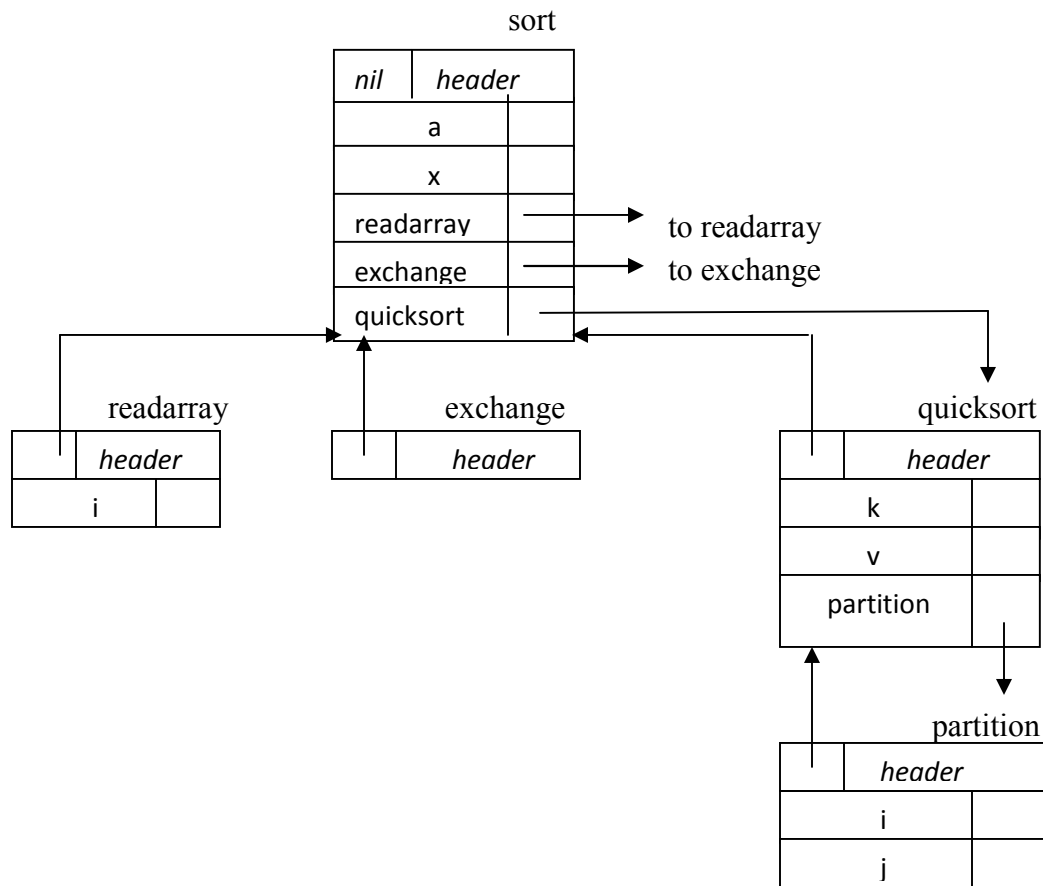 sort
nil header
a
x
readarray to readarray
exchange to exchange
quicksort
readarray exchange quicksort
header header header
i k
v
partition
partition
header
i
j